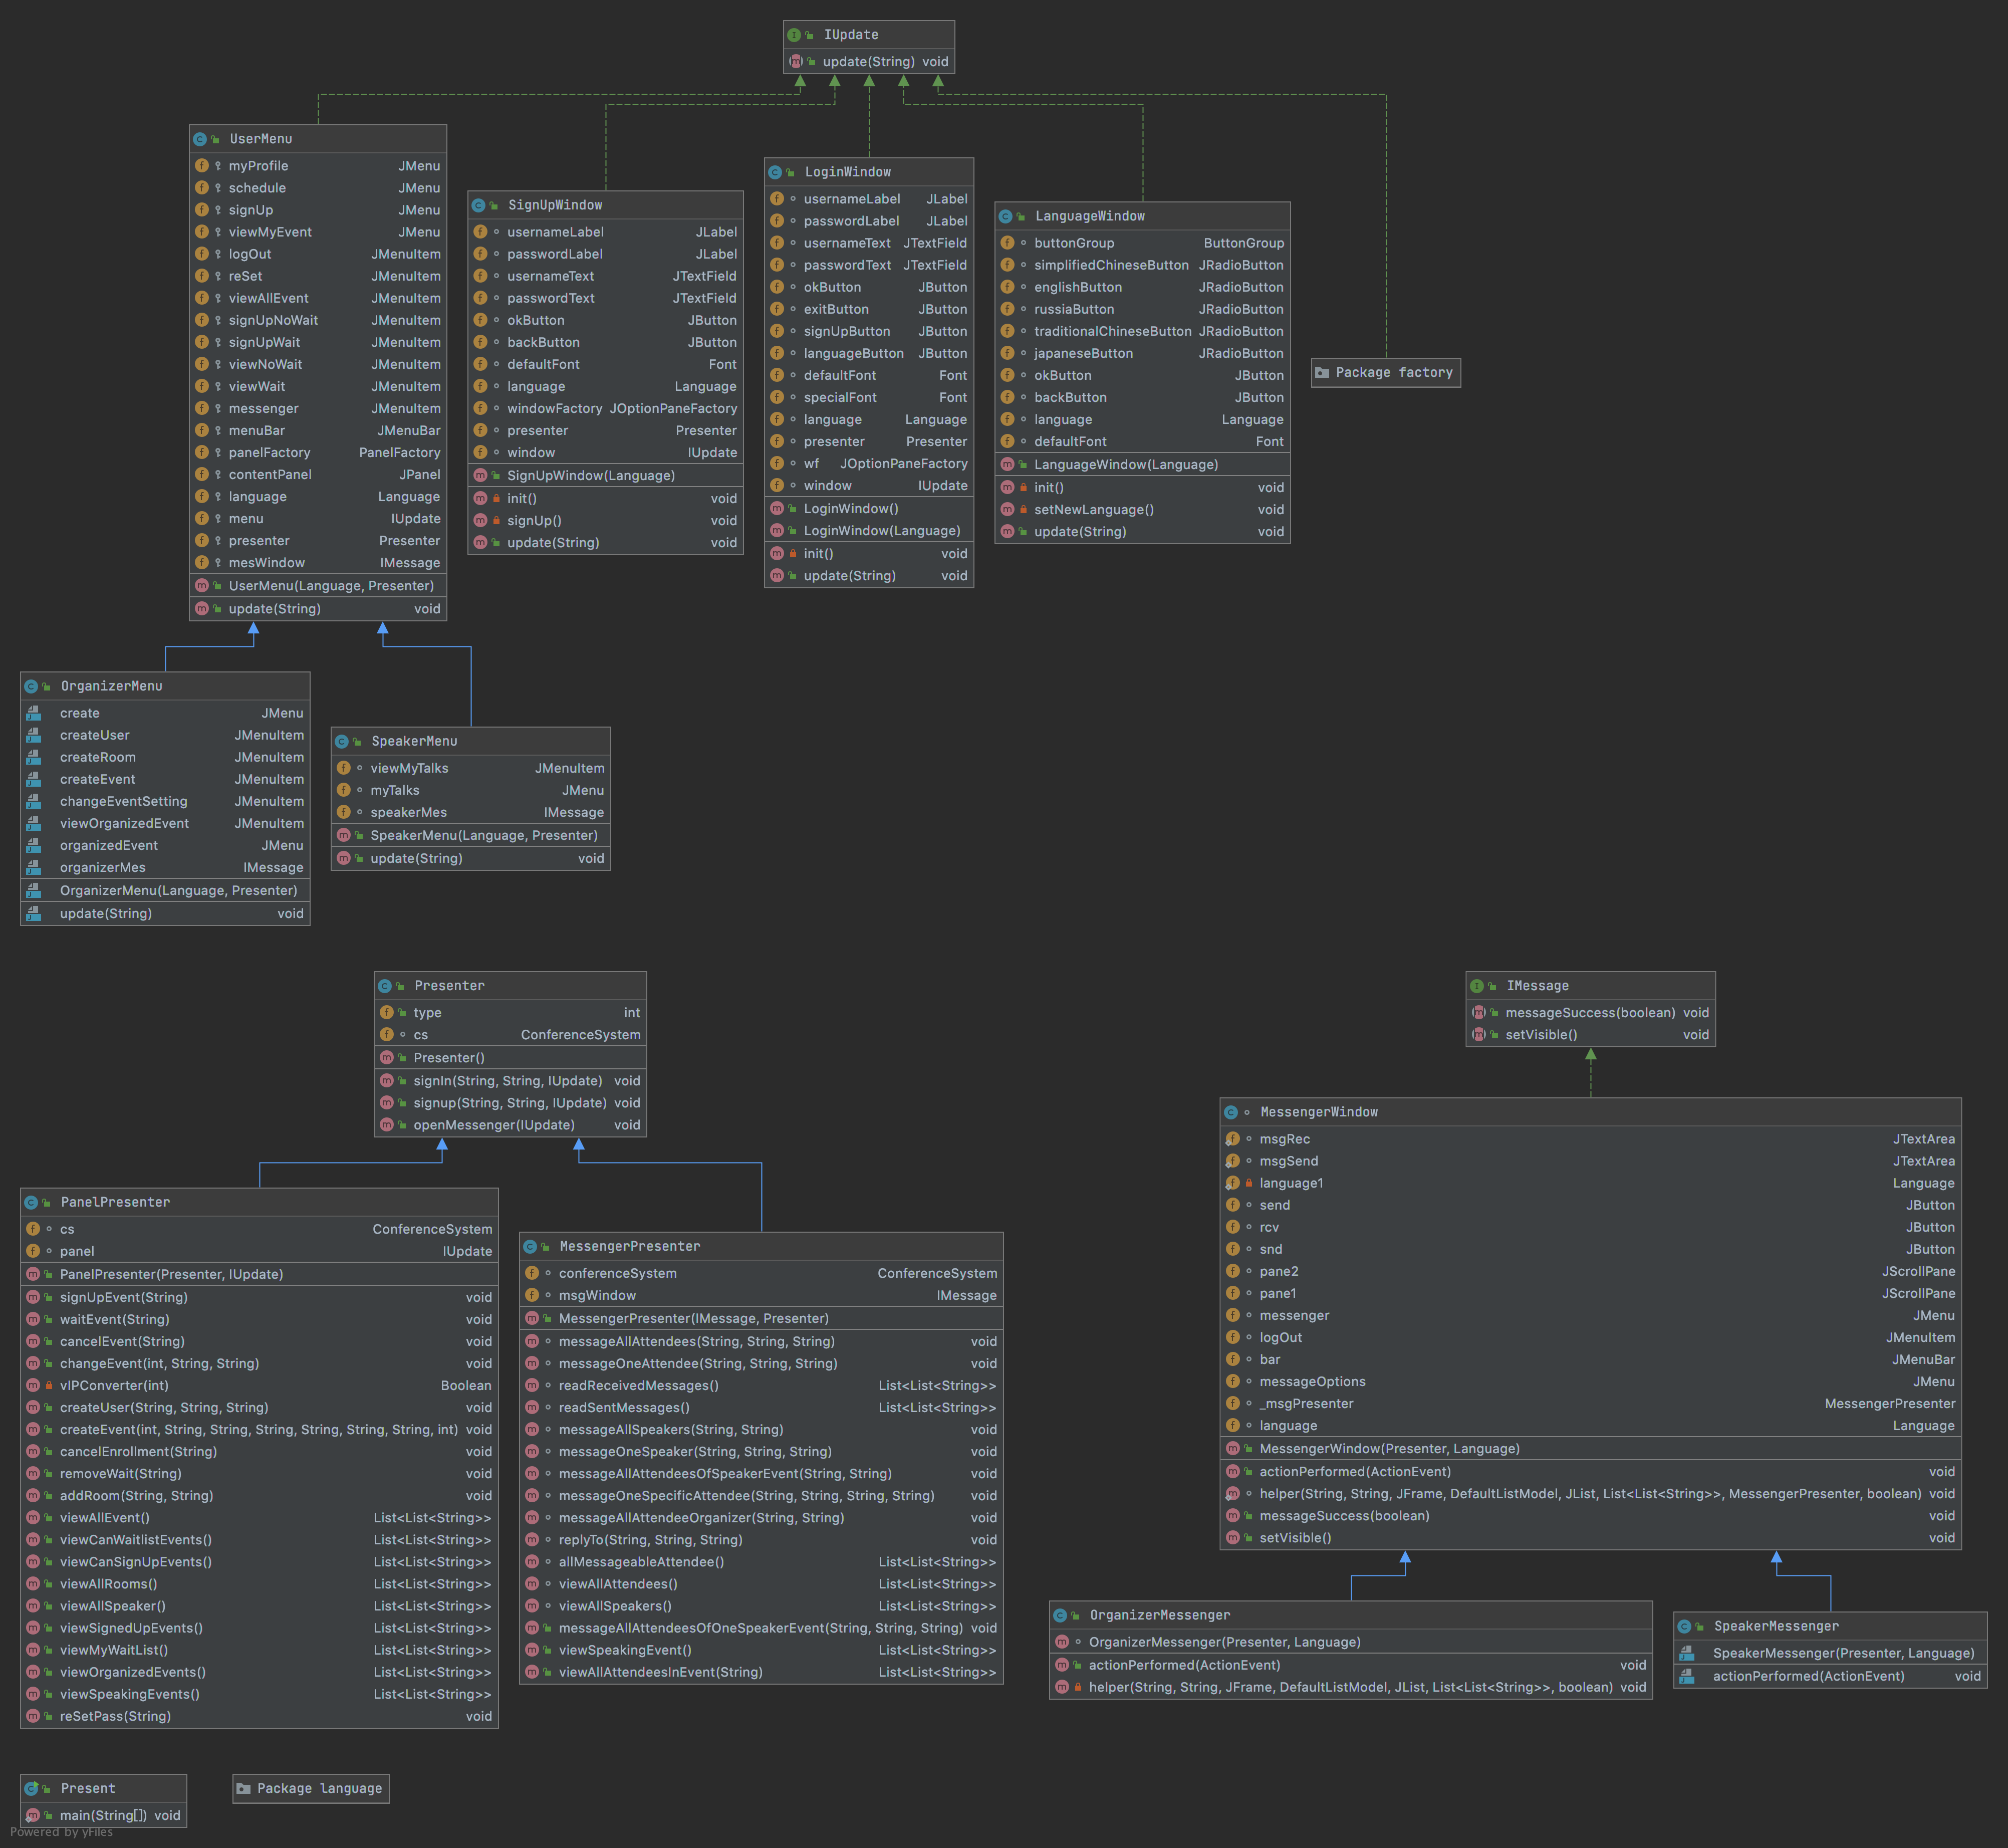 IUpdate
update(String) void
UserMenu
myProfile JMenu
schedule JMenu
signUp JMenu
viewMyEvent JMenu
logOut JMenuItem
reSet JMenuItem
viewAllEvent JMenuItem
signUpNoWait JMenuItem
signUpWait JMenuItem
viewNoWait JMenuItem
viewWait JMenuItem
messenger JMenuItem
menuBar JMenuBar
panelFactory PanelFactory
contentPanel JPanel
language Language
menu IUpdate
presenter Presenter
mesWindow IMessage
UserMenu(Language, Presenter)
update(String) void
SignUpWindow
usernameLabel JLabel
passwordLabel JLabel
usernameText JTextField
passwordText JTextField
okButton JButton
backButton JButton
defaultFont Font
language Language
windowFactory JOptionPaneFactory
presenter Presenter
window IUpdate
SignUpWindow(Language)
init() void
signUp() void
update(String) void
LoginWindow
usernameLabel JLabel
passwordLabel JLabel
usernameText JTextField
passwordText JTextField
okButton JButton
exitButton JButton
signUpButton JButton
languageButton JButton
defaultFont Font
specialFont Font
language Language
presenter Presenter
wf JOptionPaneFactory
window IUpdate
LoginWindow()
LoginWindow(Language)
init() void
update(String) void
LanguageWindow
buttonGroup ButtonGroup
simplifiedChineseButton JRadioButton
englishButton JRadioButton
russiaButton JRadioButton
traditionalChineseButton JRadioButton
japaneseButton JRadioButton
okButton JButton
backButton JButton
language Language
defaultFont Font
LanguageWindow(Language)
init() void
setNewLanguage() void
update(String) void
Package factory
OrganizerMenu
create JMenu
createUser JMenuItem
createRoom JMenuItem
createEvent JMenuItem
changeEventSetting JMenuItem
viewOrganizedEvent JMenuItem
organizedEvent JMenu
organizerMes IMessage
OrganizerMenu(Language, Presenter)
update(String) void
SpeakerMenu
viewMyTalks JMenuItem
myTalks JMenu
speakerMes IMessage
SpeakerMenu(Language, Presenter)
update(String) void
Presenter
type int
cs ConferenceSystem
Presenter()
signIn(String, String, IUpdate) void
signup(String, String, IUpdate) void
openMessenger(IUpdate) void
IMessage
messageSuccess(boolean) void
setVisible() void
PanelPresenter
cs ConferenceSystem
panel IUpdate
PanelPresenter(Presenter, IUpdate)
signUpEvent(String) void
waitEvent(String) void
cancelEvent(String) void
changeEvent(int, String, String) void
vIPConverter(int) Boolean
createUser(String, String, String) void
createEvent(int, String, String, String, String, String, String, int) void
cancelEnrollment(String) void
removeWait(String) void
addRoom(String, String) void
viewAllEvent() List<List<String>>
viewCanWaitlistEvents() List<List<String>>
viewCanSignUpEvents() List<List<String>>
viewAllRooms() List<List<String>>
viewAllSpeaker() List<List<String>>
viewSignedUpEvents() List<List<String>>
viewMyWaitList() List<List<String>>
viewOrganizedEvents() List<List<String>>
viewSpeakingEvents() List<List<String>>
reSetPass(String) void
MessengerPresenter
conferenceSystem ConferenceSystem
msgWindow IMessage
MessengerPresenter(IMessage, Presenter)
messageAllAttendees(String, String, String) void
messageOneAttendee(String, String, String) void
readReceivedMessages() List<List<String>>
readSentMessages() List<List<String>>
messageAllSpeakers(String, String) void
messageOneSpeaker(String, String, String) void
messageAllAttendeesOfSpeakerEvent(String, String) void
messageOneSpecificAttendee(String, String, String, String) void
messageAllAttendeeOrganizer(String, String) void
replyTo(String, String, String) void
allMessageableAttendee() List<List<String>>
viewAllAttendees() List<List<String>>
viewAllSpeakers() List<List<String>>
messageAllAttendeesOfOneSpeakerEvent(String, String, String) void
viewSpeakingEvent() List<List<String>>
viewAllAttendeesInEvent(String) List<List<String>>
MessengerWindow
msgRec JTextArea
msgSend JTextArea
language1 Language
send JButton
rcv JButton
snd JButton
pane2 JScrollPane
pane1 JScrollPane
messenger JMenu
logOut JMenuItem
bar JMenuBar
messageOptions JMenu
_msgPresenter MessengerPresenter
language Language
MessengerWindow(Presenter, Language)
actionPerformed(ActionEvent) void
helper(String, String, JFrame, DefaultListModel, JList, List<List<String>>, MessengerPresenter, boolean) void
messageSuccess(boolean) void
setVisible() void
OrganizerMessenger
OrganizerMessenger(Presenter, Language)
actionPerformed(ActionEvent) void
helper(String, String, JFrame, DefaultListModel, JList, List<List<String>>, boolean) void
SpeakerMessenger
SpeakerMessenger(Presenter, Language)
actionPerformed(ActionEvent) void
Present
main(String[]) void
Package language
Powered by yFiles